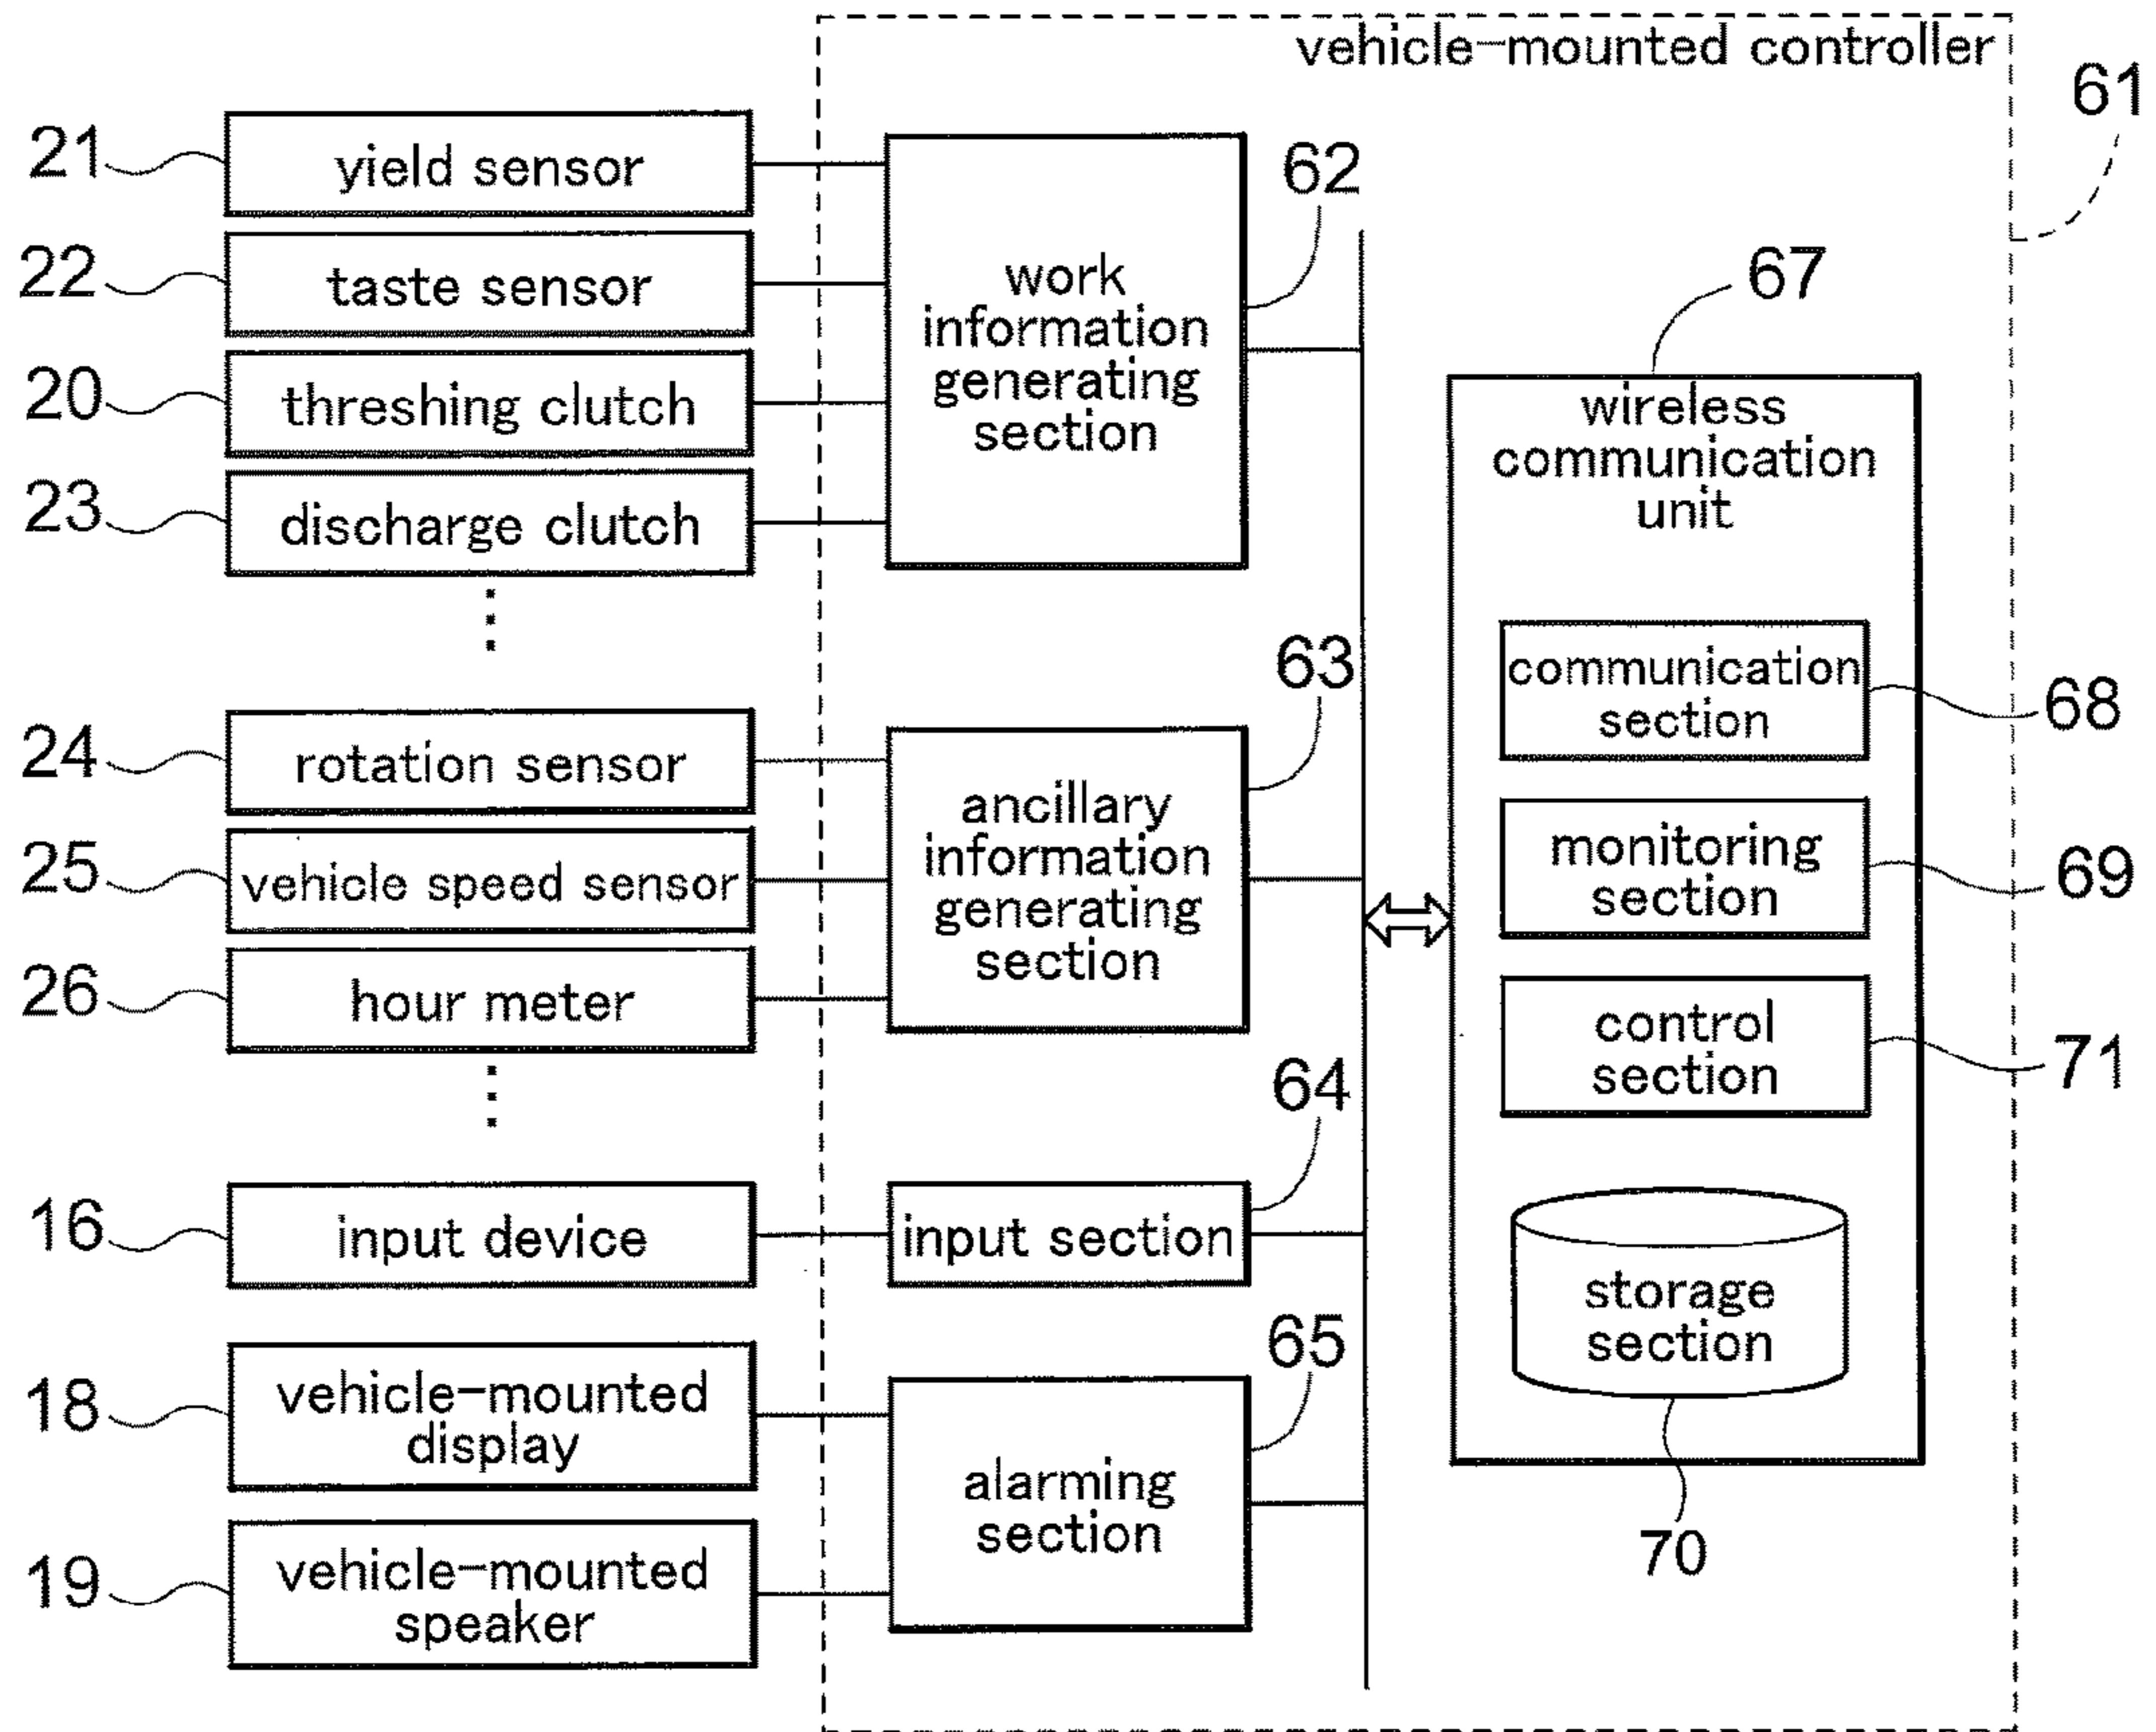 vehicle-mounted controller
61
21
yield sensor
22
taste sensor
20
threshing clutch
23
discharge clutch
62
work
information
generating
section
24
rotation sensor
25
vehicle speed sensor
26
hour meter
63
ancillary
information
generating
section
16
input device
64
input section
18
vehicle-mounted
display
19
vehicle-mounted
speaker
65
alarming
section
67
wireless
communication
unit
communication
section
68
monitoring
section
69
control
section
71
storage
section
70